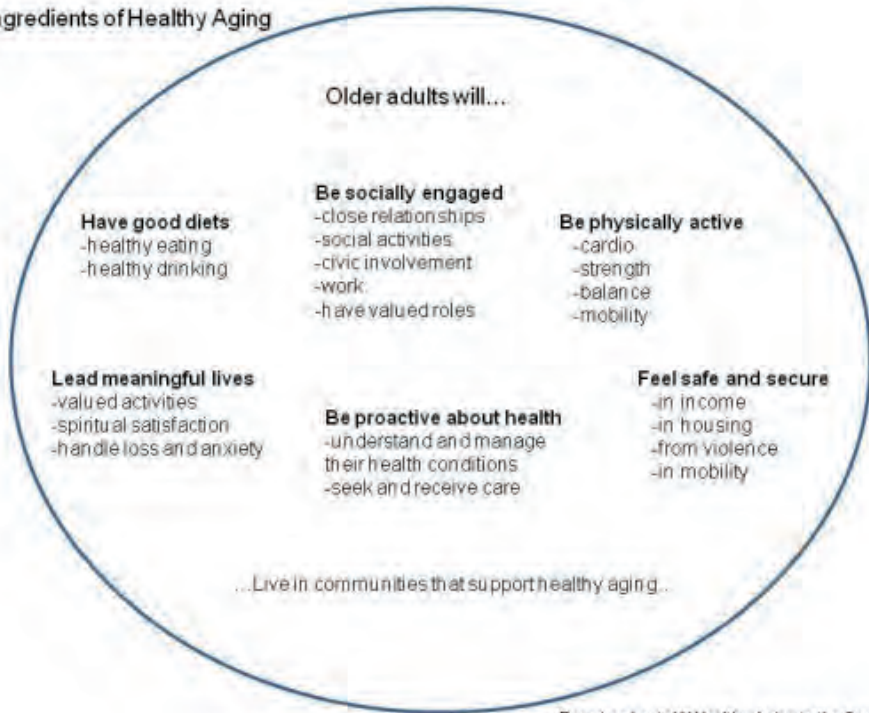 ngredients of Healthy Aging
Older adults will...
Have good diets
-healthy eating
-healthy drinking
Be socially engaged
-close relationships
-social activities
-civic involvement
-work
-have valued roles
Be physically active
-cardio
-strength
-balance
-mobility
Lead meaningful lives
-valued activities
-spiritual satisfaction
-handle loss and anxiety
Be proactive about health
-understand and manage
their health conditions
-seek and receive care
Feel safe and secure
-in income
-in housing
-from violence
-in mobility
...Live in communities that support healthy aging..